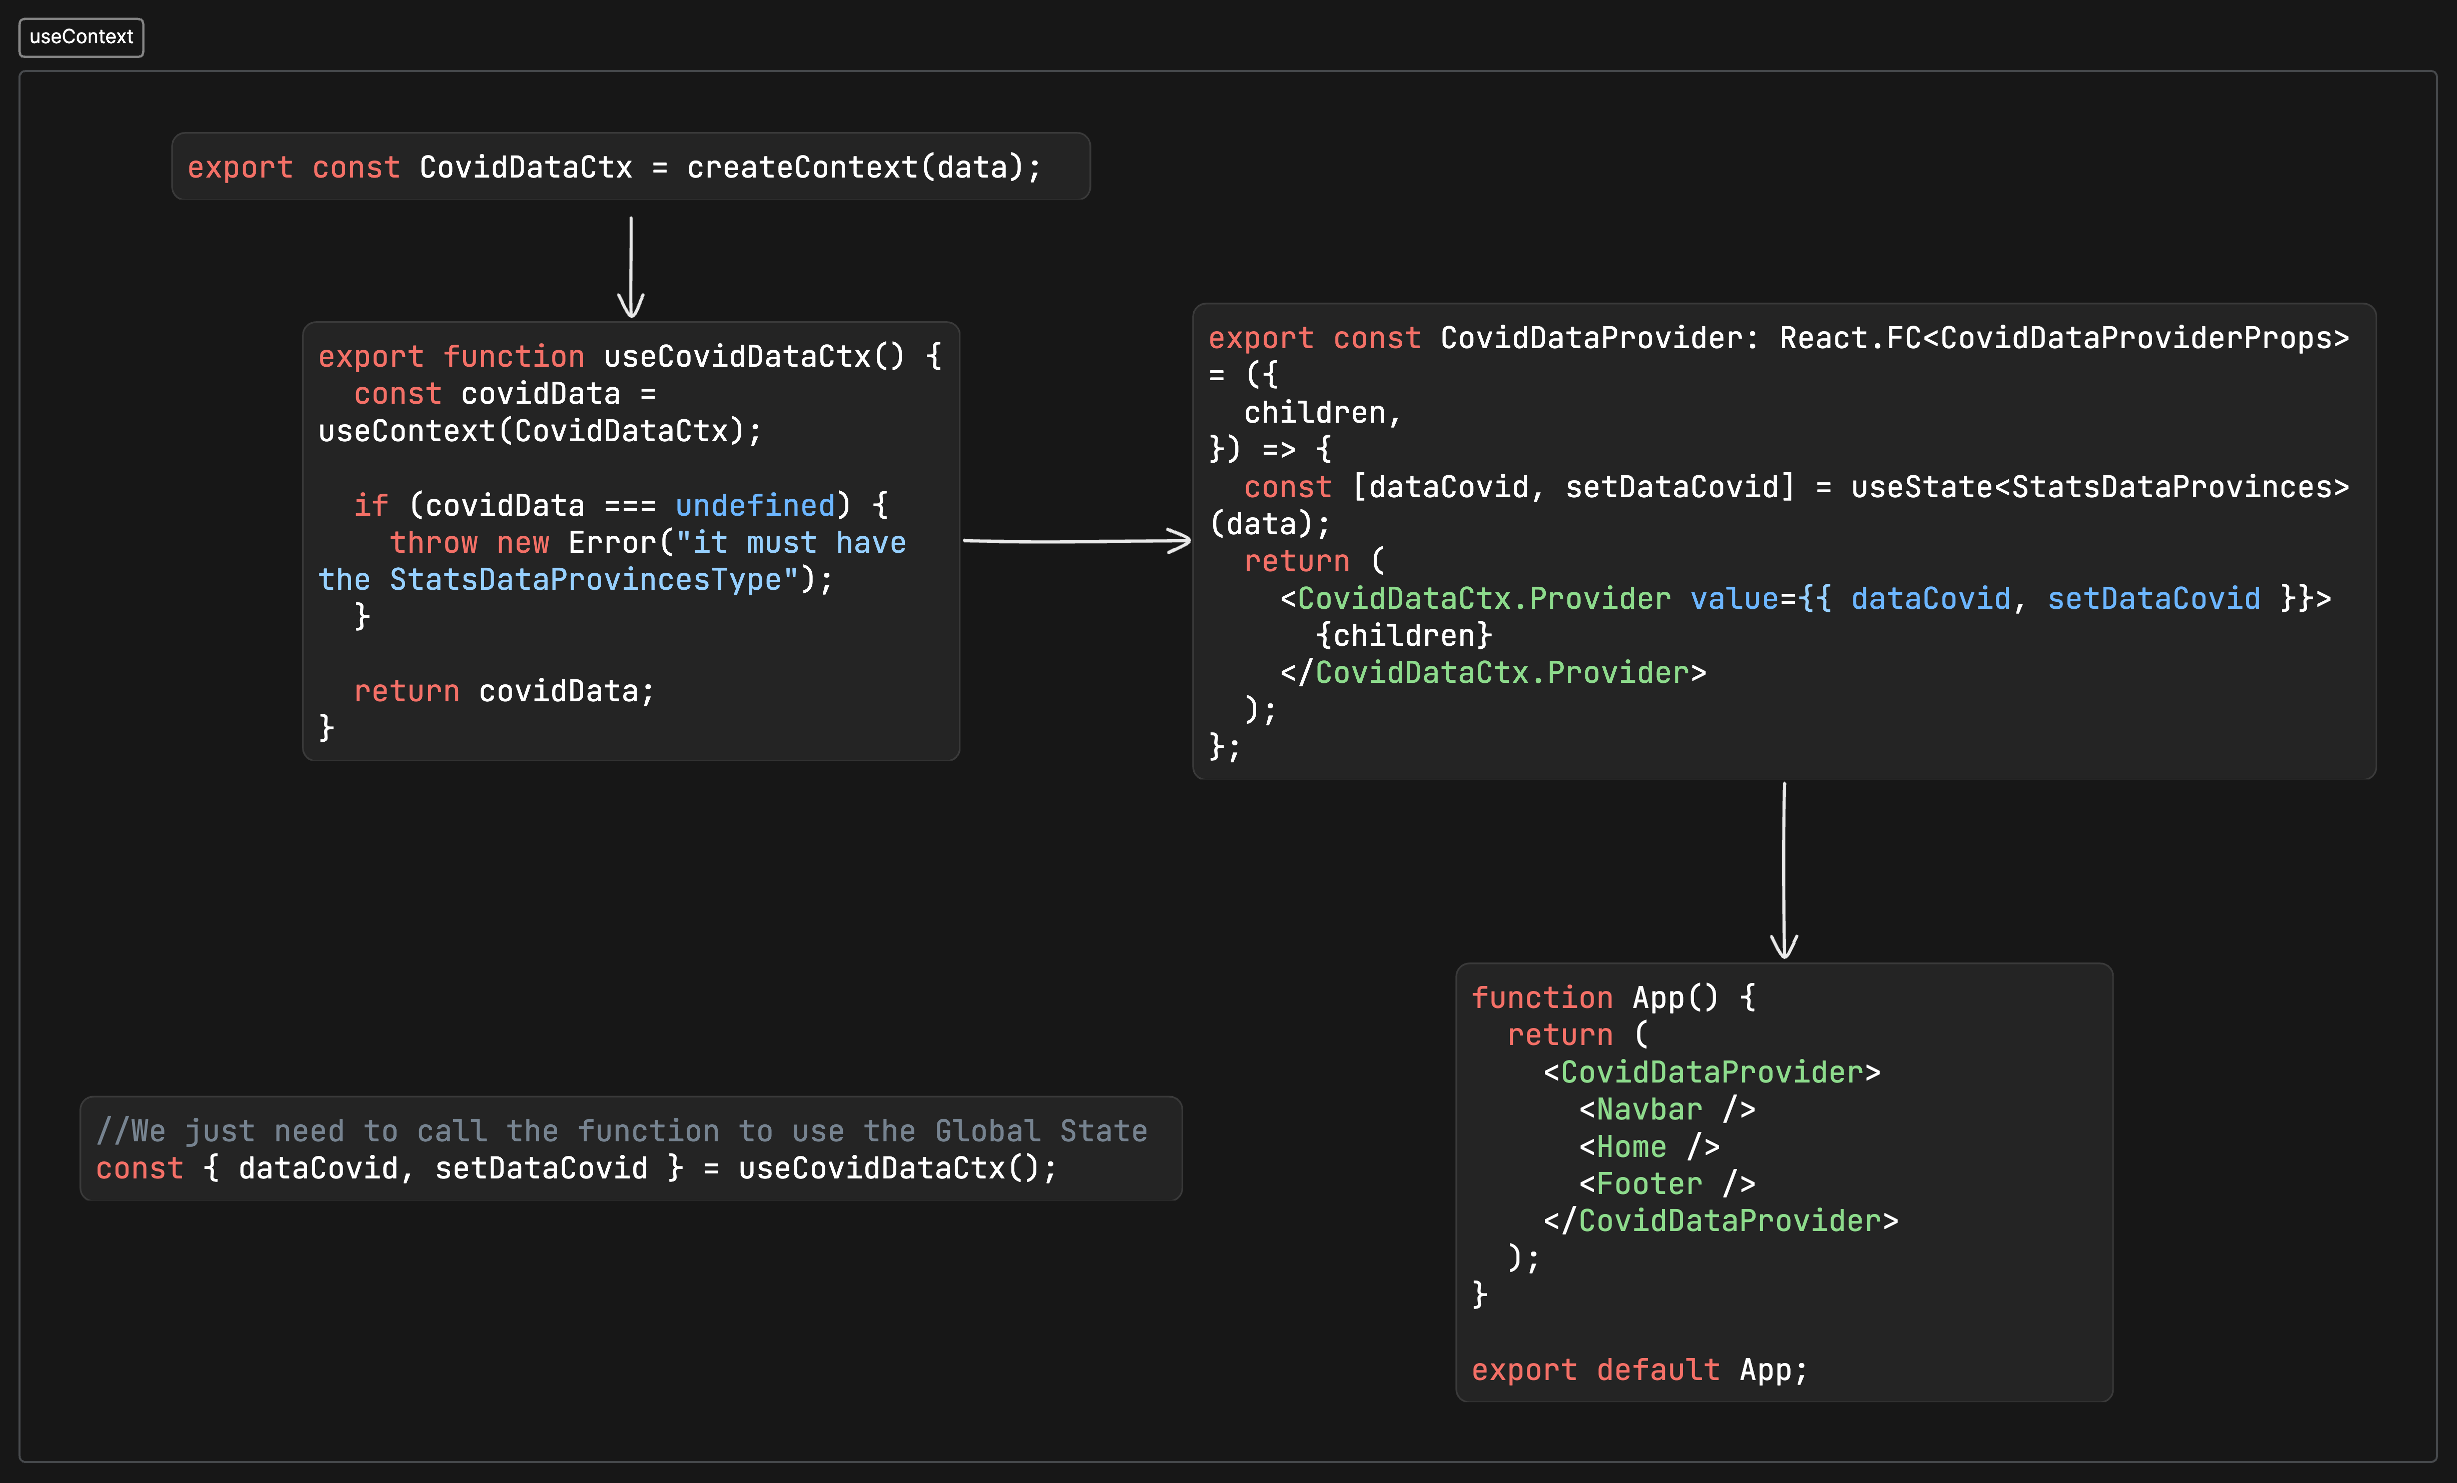 useContext
export const CovidDataCtx = createContext(data);
export function useCovidDataCtx() {
  const covidData =
useContext(CovidDataCtx);

  if (covidData === undefined) {
    throw new Error("it must have
the StatsDataProvincesType");
  }

  return covidData;
}
export const CovidDataProvider: React.FC<CovidDataProviderProps>
= ({
  children,
}) => {
  const [dataCovid, setDataCovid] = useState<StatsDataProvinces>
(data);
  return (
    <CovidDataCtx.Provider value={{ dataCovid, setDataCovid }}>
      {children}
    </CovidDataCtx.Provider>
  );
};
//We just need to call the function to use the Global State
const { dataCovid, setDataCovid } = useCovidDataCtx();
function App() {
  return (
    <CovidDataProvider>
      <Navbar />
      <Home />
      <Footer />
    </CovidDataProvider>
  );
}

export default App;